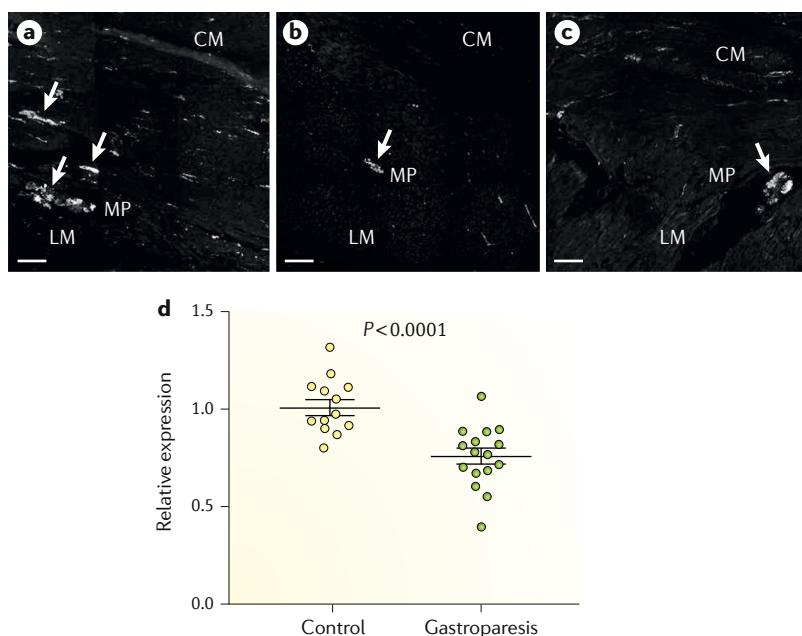 a
CM
MP
LM
b
CM
MP
LM
c
CM
MP
LM
d
P<0.0001
Relative expression
1.5
1.0
0.5
0.0
Control
Gastroparesis